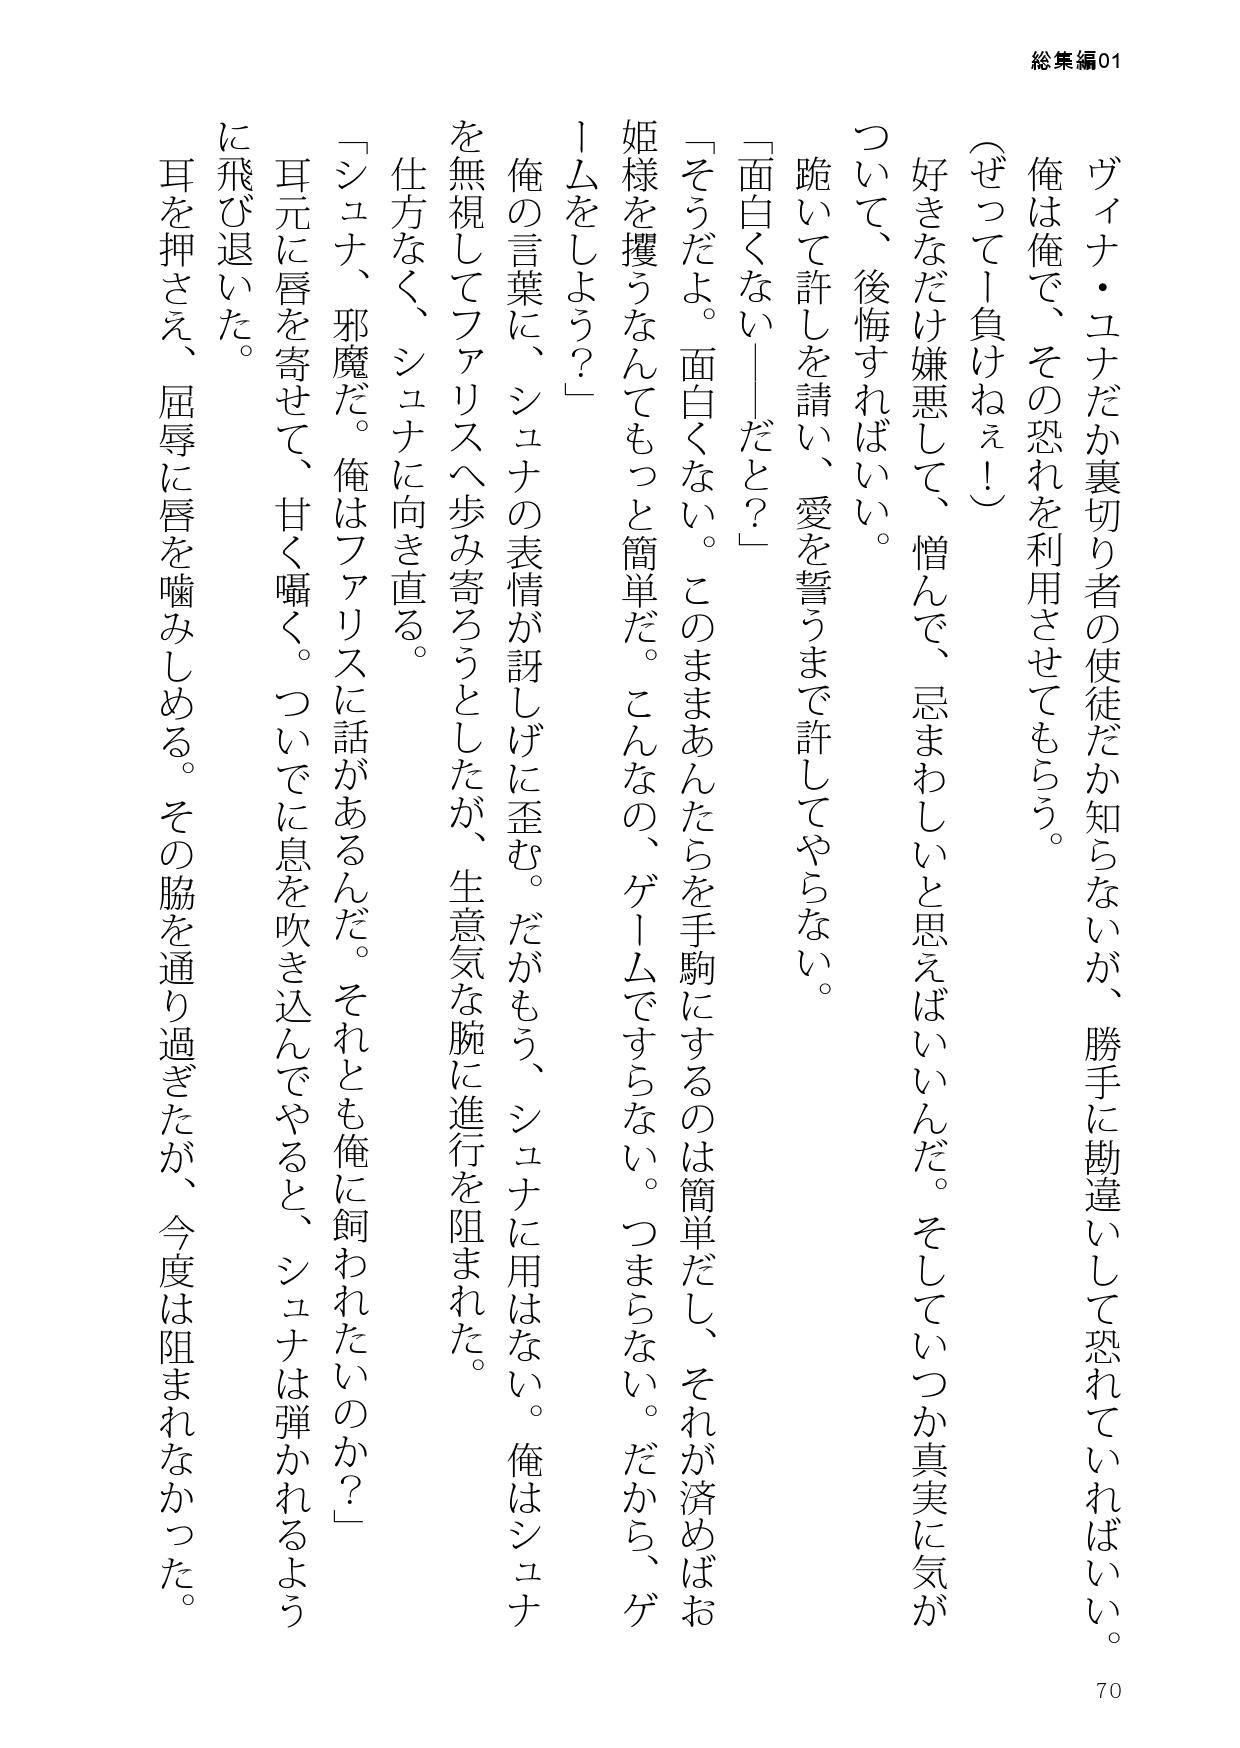 総集編01
ヴィナ・ユナだか裏切り者の使徒だか知らないが、勝手に勘違いして恐れていればいい。
俺は俺で、その恐れを利用させてもらう。
（ぜってー負けねぇ！）
好きなだけ嫌悪して、憎んで、忌まわしいと思えばいいんだ。そしていつか真実に気が
ついて、後悔すればいい。
跪いて許しを請い、愛を誓うまで許してやらない。
「面白くない――だと？」
「そうだよ。面白くない。このままあんたらを手駒にするのは簡単だし、それが済めばお
姫様を攫うなんてもっと簡単だ。こんなの、ゲームですらない。つまらない。だから、ゲ
ームをしよう？」
俺の言葉に、シュナの表情が訝しげに歪む。だがもう、シュナに用はない。俺はシュナ
を無視してファリスへ歩み寄ろうとしたが、生意気な腕に進行を阻まれた。
仕方なく、シュナに向き直る。
「シュナ、邪魔だ。俺はファリスに話があるんだ。それとも俺に飼われたいのか？」
耳元に唇を寄せて、甘く囁く。ついでに息を吹き込んでやると、シュナは弾かれるよう
に飛び退いた。
耳を押さえ、屈辱に唇を噛みしめる。その脇を通り過ぎたが、今度は阻まれなかった。
70